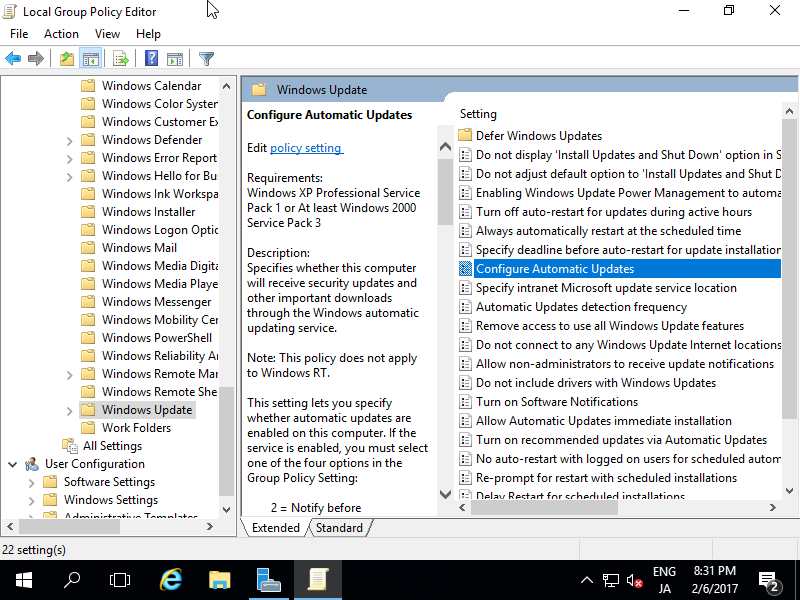 Local Group Policy Editor
File Action View Help
Windows Calendar
Windows Color System
Windows Customer Ex
Windows Defender
Windows Error Report
Windows Hello for Bu
Windows Ink Workspa
Windows Installer
Windows Logon Optic
Windows Mail
Windows Media Digita
Windows Media Playe
Windows Messenger
Windows Mobility Cer
Windows PowerShell
Windows Reliability Ar
Windows Remote Mar
Windows Remote She
Windows Update
Work Folders
All Settings
User Configuration
Software Settings
Windows Settings
Administrative Templates
Windows Update
Configure Automatic Updates
Edit policy setting
Requirements:
Windows XP Professional Service
Pack 1 or At least Windows 2000
Service Pack 3
Description:
Specifies whether this computer
will receive security updates and
other important downloads
through the Windows automatic
updating service.
Note: This policy does not apply
to Windows RT.
This setting lets you specify
whether automatic updates are
enabled on this computer. If the
service is enabled, you must select
one of the four options in the
Group Policy Setting:
2 = Notify before
Setting
Defer Windows Updates
Do not display 'Install Updates and Shut Down' option in S
Do not adjust default option to 'Install Updates and Shut D
Enabling Windows Update Power Management to automa
Turn off auto-restart for updates during active hours
Always automatically restart at the scheduled time
Specify deadline before auto-restart for update installation
Configure Automatic Updates
Specify intranet Microsoft update service location
Automatic Updates detection frequency
Remove access to use all Windows Update features
Do not connect to any Windows Update Internet locations
Allow non-administrators to receive update notifications
Do not include drivers with Windows Updates
Turn on Software Notifications
Allow Automatic Updates immediate installation
Turn on recommended updates via Automatic Updates
No auto-restart with logged on users for scheduled autom
Re-prompt for restart with scheduled installations
Delay Restart for scheduled installations
Extended Standard
22 setting(s)
ENG
JA
8:31 PM
2/6/2017
2